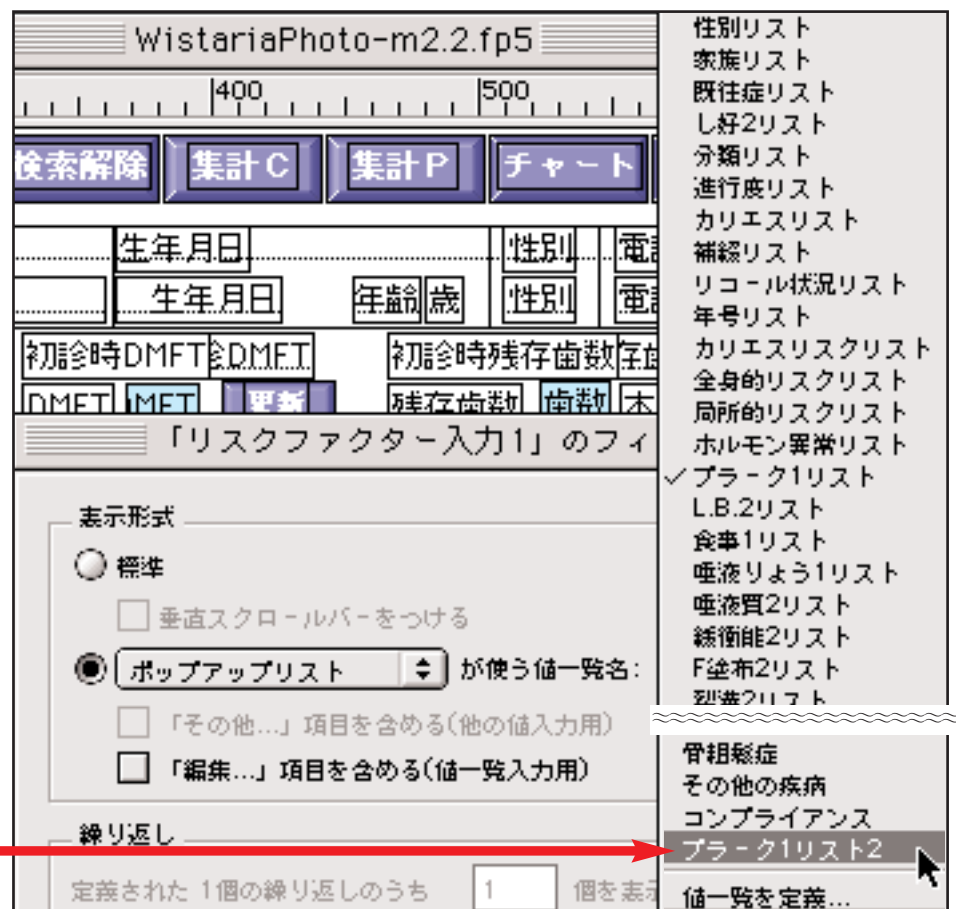 WistariaPhoto-m2.2.fp5
400 500
検索解除 集計C 集計P チャート
生年月日 性別 電
生年月日 年齢 歳 性別 電
初診時DMFT DMFT 初診時残存歯数
DMFT MFT 更新 残存歯数 歯数
「リスクファクター入力1」のフィ
表示形式
標準
垂直スクロールバーをつける
ポップアップリスト が使う値一覧名:
「その他...」項目を含める(他の値入力用)
「編集...」項目を含める(値一覧入力用)
繰り返し
定義された 1個の繰り返しのうち 1 個を表示
性別リスト
家族リスト
既往症リスト
し好2リスト
分類リスト
進行度リスト
カリエスリスト
補綴リスト
リコール状況リスト
年号リスト
カリエスリスクリスト
全身的リスクリスト
局所的リスクリスト
ホルモン異常リスト
✓プラーク1リスト
L.B.2リスト
食事1リスト
唾液りょう1リスト
唾液質2リスト
緩衝能2リスト
F塗布2リスト
裂溝2リスト
骨粗鬆症
その他の疾病
コンプライアンス
プラーク1リスト2
値一覧を定義...